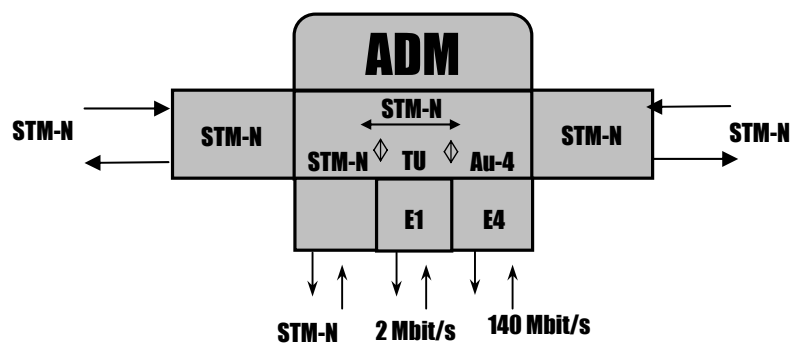 ADM
STM-N
STM-N
STM-N
STM-N
STM-N
STM-N TU Au-4
E1 E4
STM-N 2 Mbit/s 140 Mbit/s